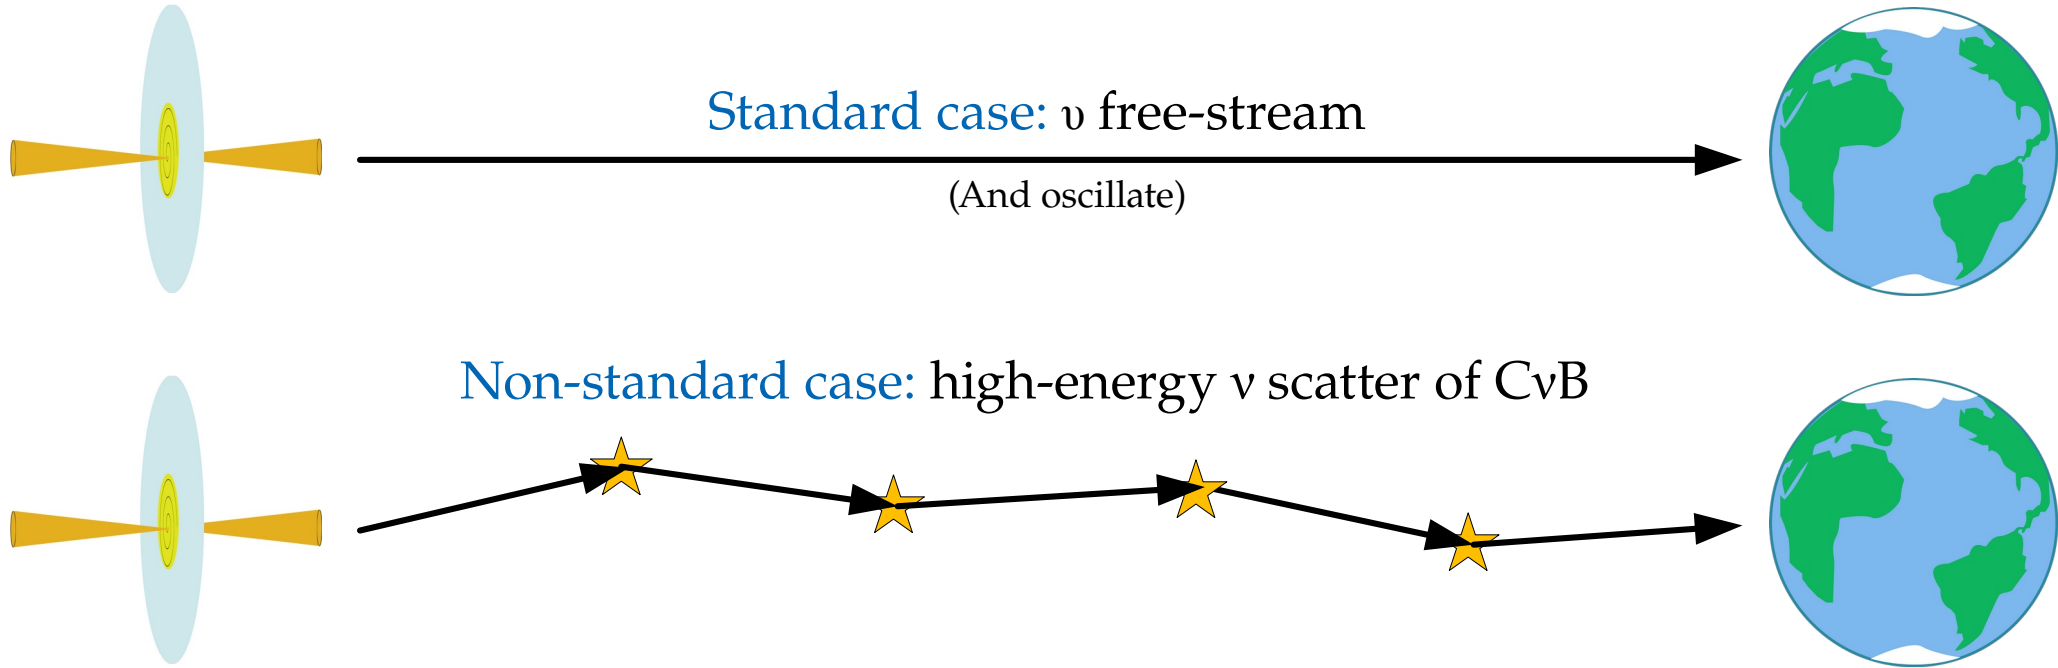 Standard case: υ free-stream
(And oscillate)
Non-standard case: high-energy ν scatter of CνB